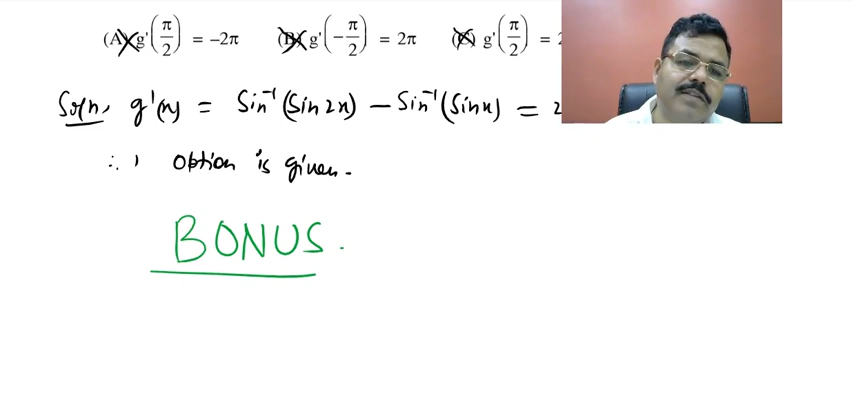 (A) g'(π/2) = −2π (B) g'(−π/2) = 2π (C) g'(π/2) =
Soln, g'(x) = Sin⁻¹(Sin 2x) − Sin⁻¹(Sin x) = 2
∴ 1 option is given.
BONUS.